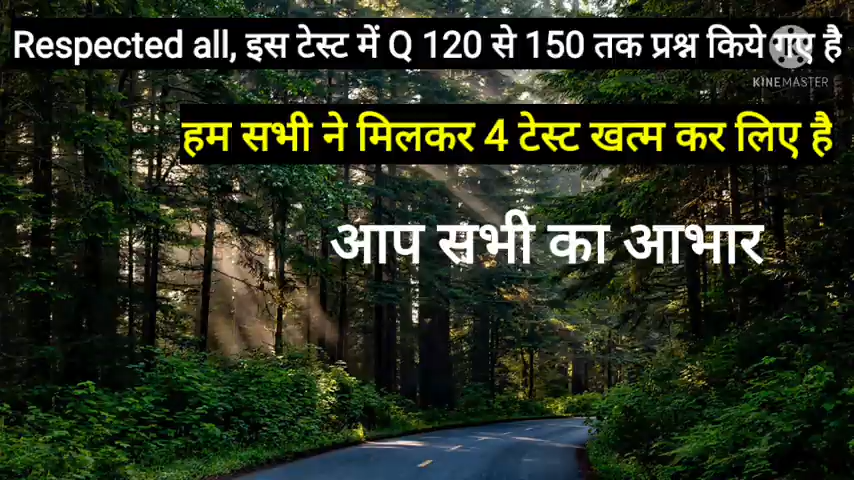 Respected all, इस टेस्ट में Q 120 से 150 तक प्रश्न किये गए है
KINEMASTER
हम सभी ने मिलकर 4 टेस्ट खत्म कर लिए है
आप सभी का आभार